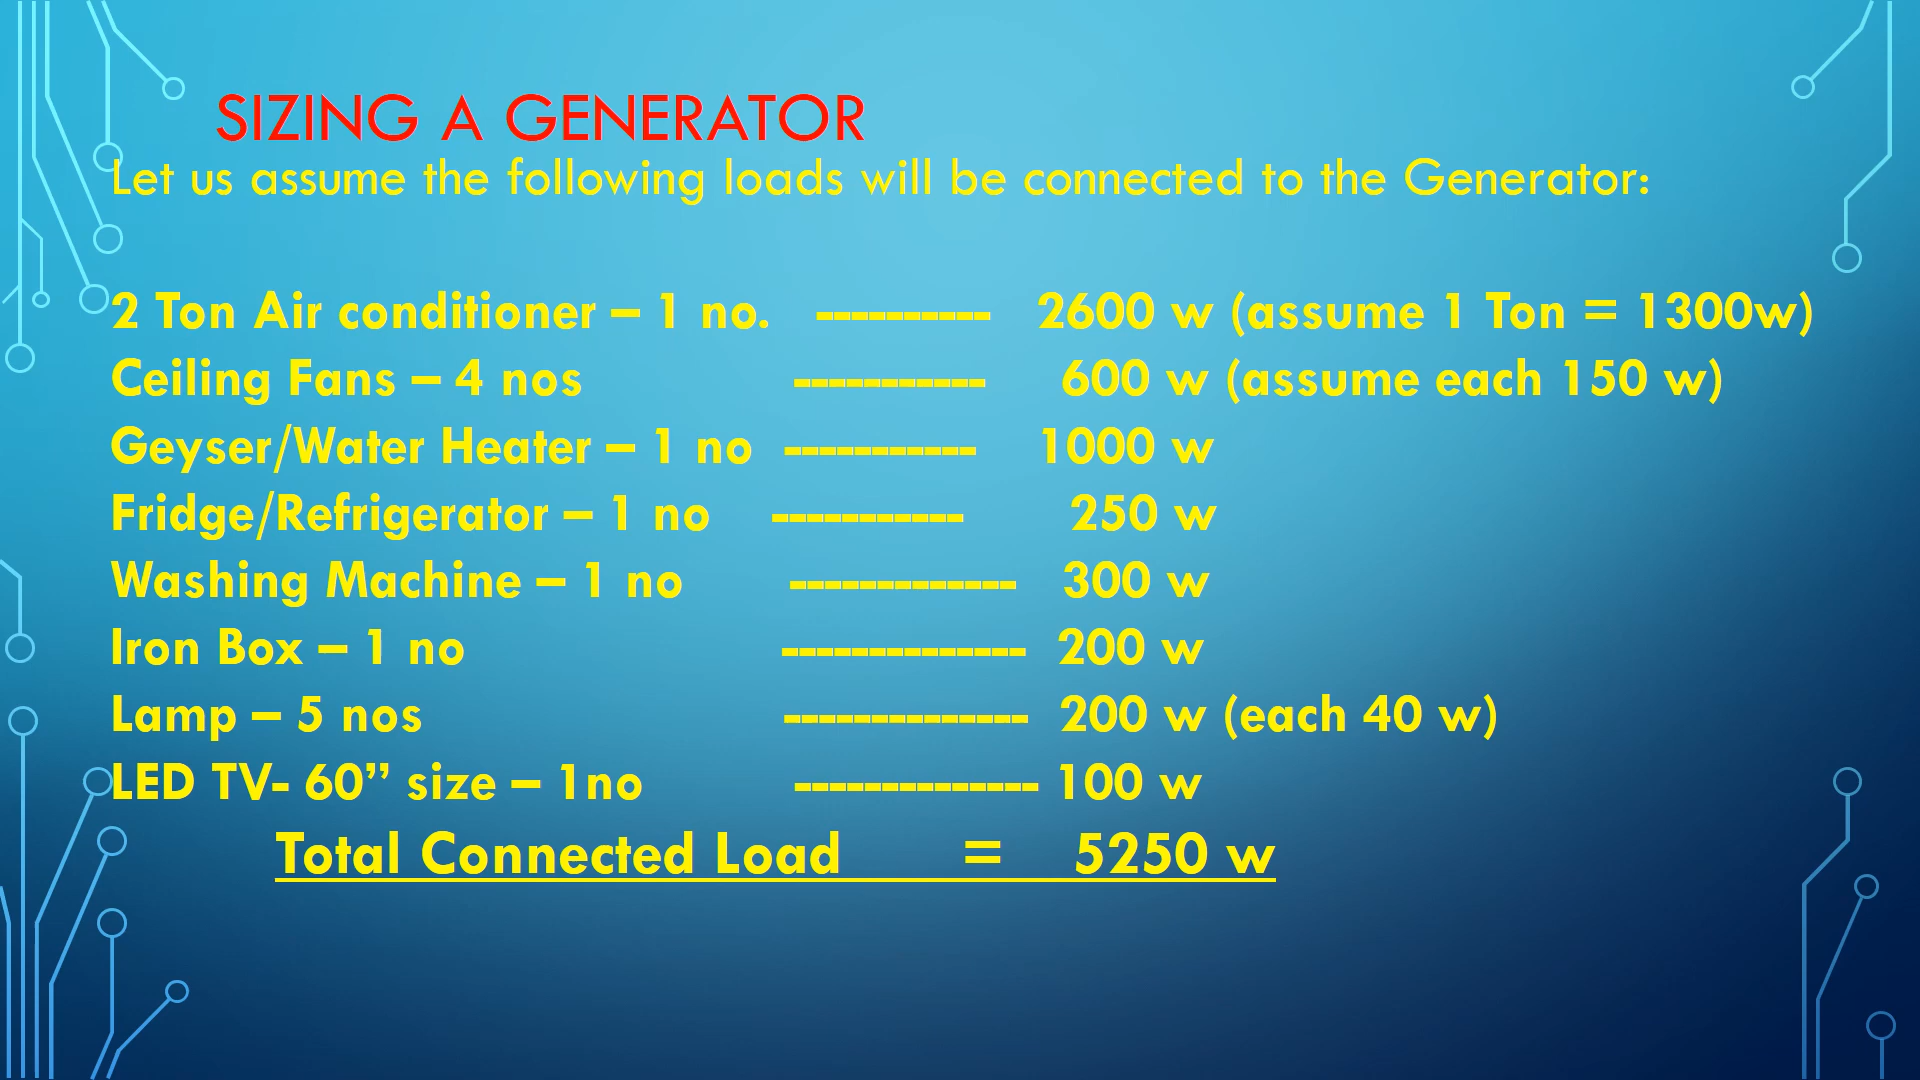 SIZING A GENERATOR
Let us assume the following loads will be connected to the Generator:
2 Ton Air conditioner – 1 no. ---------- 2600 w (assume 1 Ton = 1300w)
Ceiling Fans – 4 nos ----------- 600 w (assume each 150 w)
Geyser/Water Heater – 1 no ----------- 1000 w
Fridge/Refrigerator – 1 no ----------- 250 w
Washing Machine – 1 no ------------- 300 w
Iron Box – 1 no -------------- 200 w
Lamp – 5 nos -------------- 200 w (each 40 w)
LED TV- 60” size – 1no -------------- 100 w
Total Connected Load = 5250 w